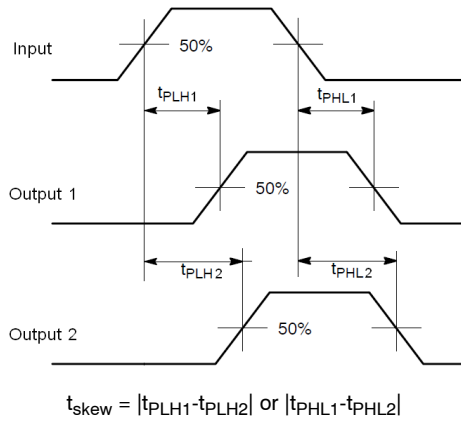 Input
50%
tPLH1
tPHL1
Output 1
50%
tPLH2
tPHL2
Output 2
50%
tskew = |tPLH1-tPLH2| or |tPHL1-tPHL2|